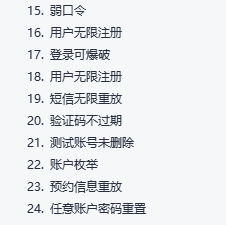 15. 弱口令
16. 用户无限注册
17. 登录可爆破
18. 用户无限注册
19. 短信无限重放
20. 验证码不过期
21. 测试账号未删除
22. 账户枚举
23. 预约信息重放
24. 任意账户密码重置